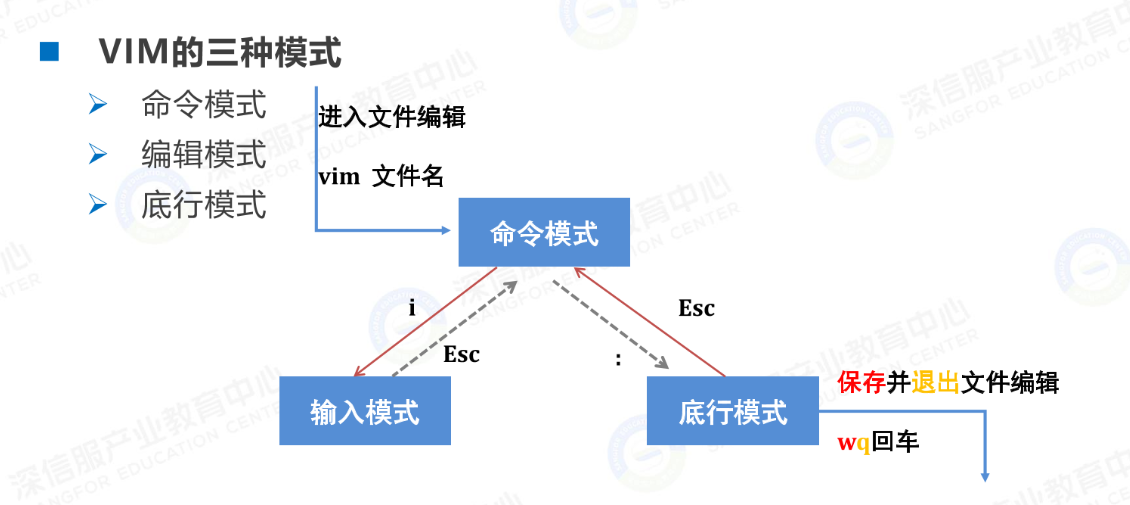 VIM的三种模式
命令模式
编辑模式
底行模式
进入文件编辑
vim 文件名
命令模式
i
Esc
Esc
:
输入模式
底行模式
保存并退出文件编辑
wq回车
深信服产业教育中心
SANGFOR EDUCATION CENTER